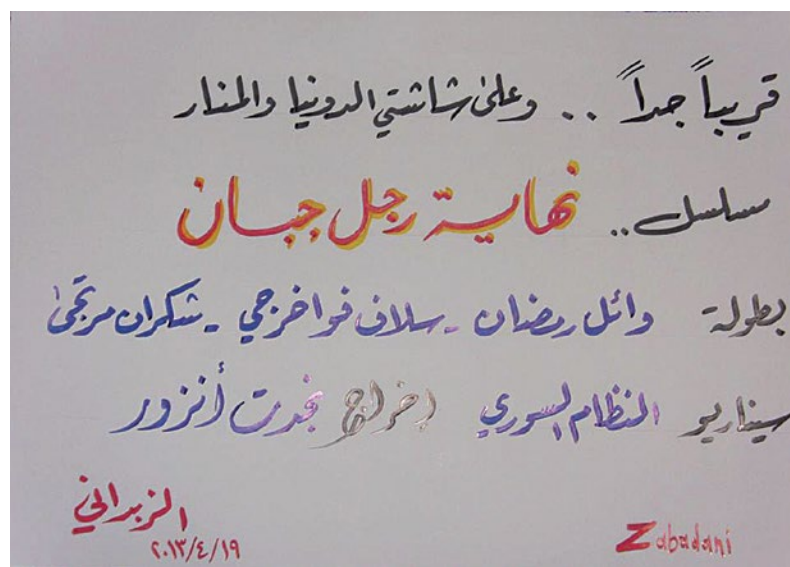 قريباً جداً .. وعلى شاشتي الدونيا والمنار
مسلسل .. نهاية رجل جبان
بطولة وائل رمضان - سلاف فواخرجي - شكران مرتجى
سيناريو النظام السوري إخراج نجدت أنزور
الزبداني
٢٠١٣/٤/١٩
Zabadani